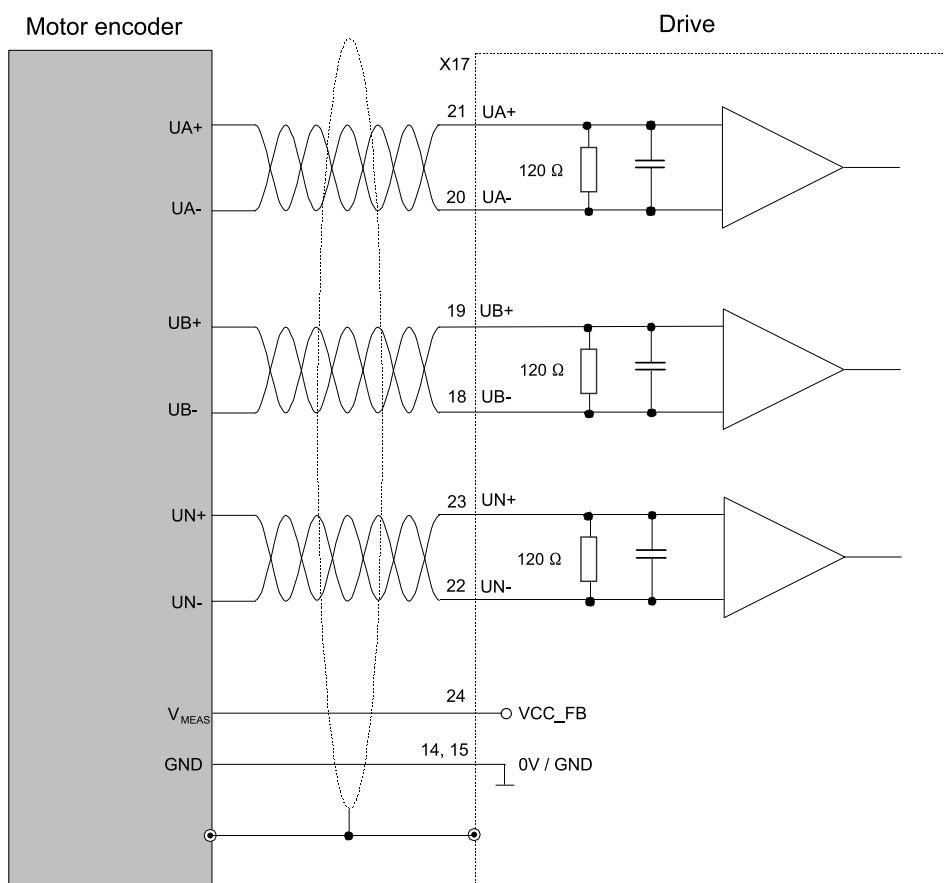 Motor encoder
Drive
X17
UA+
21
UA+
120 Ω
UA-
20
UA-
UB+
19
UB+
120 Ω
UB-
18
UB-
UN+
23
UN+
120 Ω
UN-
22
UN-
VMEAS
24
VCC_FB
GND
14, 15
0V / GND